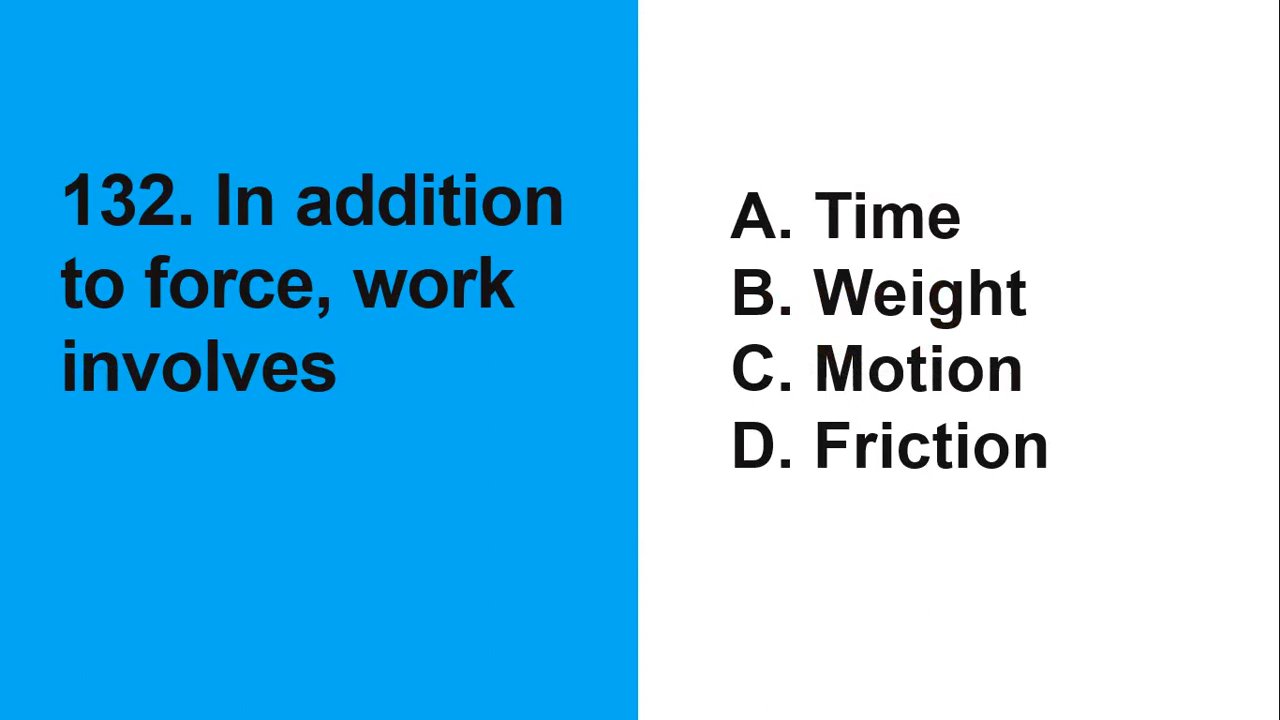 132. In addition
to force, work
involves
A. Time
B. Weight
C. Motion
D. Friction